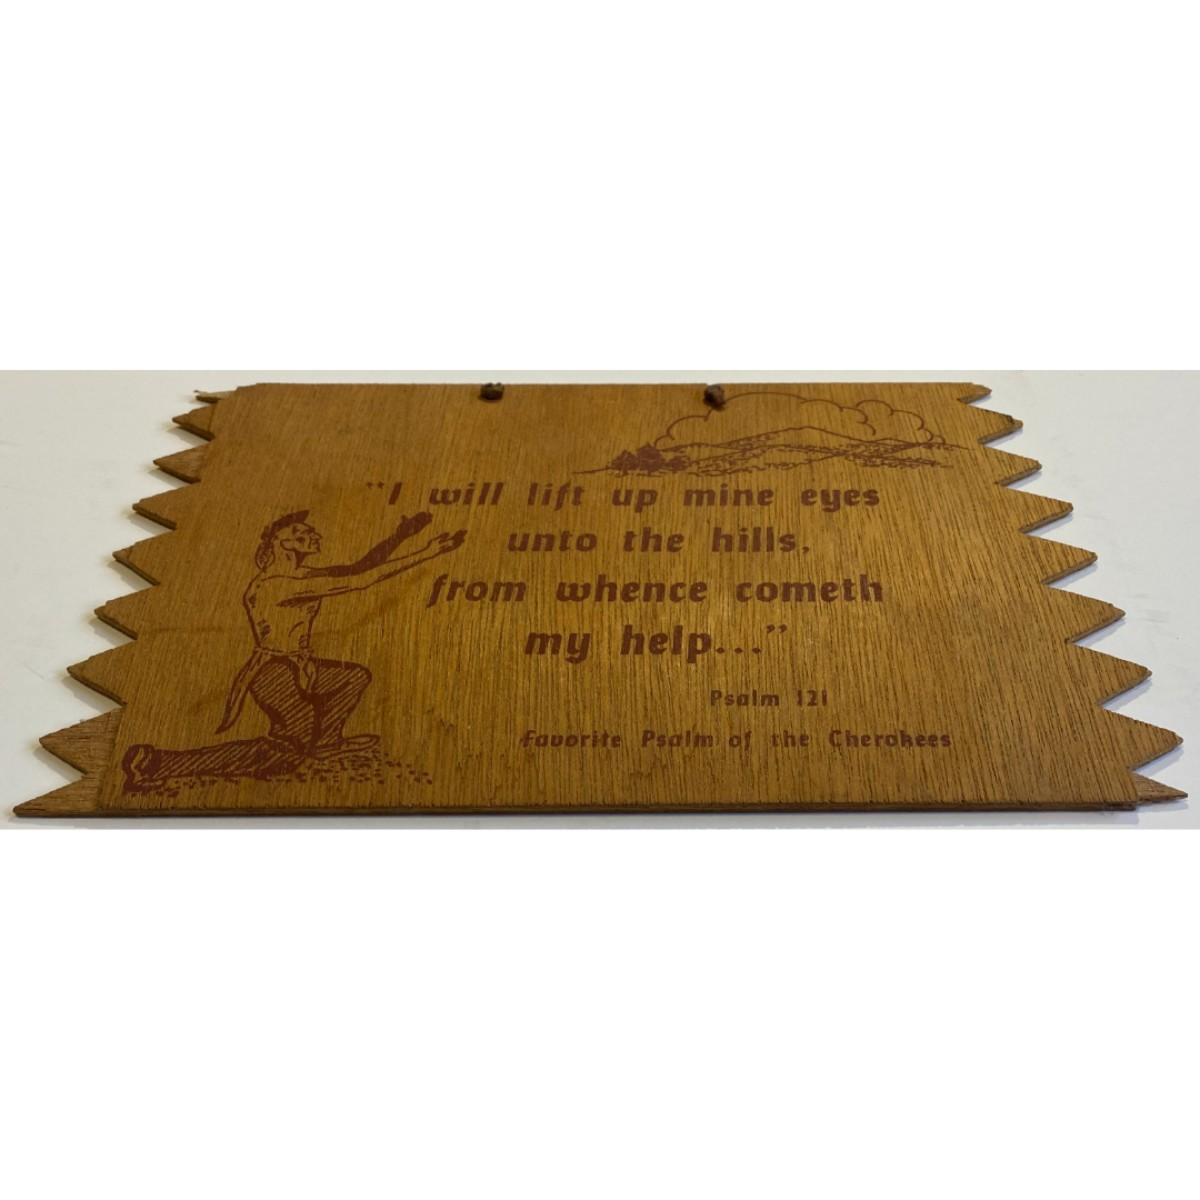 "I will lift up mine eyes
unto the hills,
from whence cometh
my help..."
Psalm 121
Favorite Psalm of the Cherokees